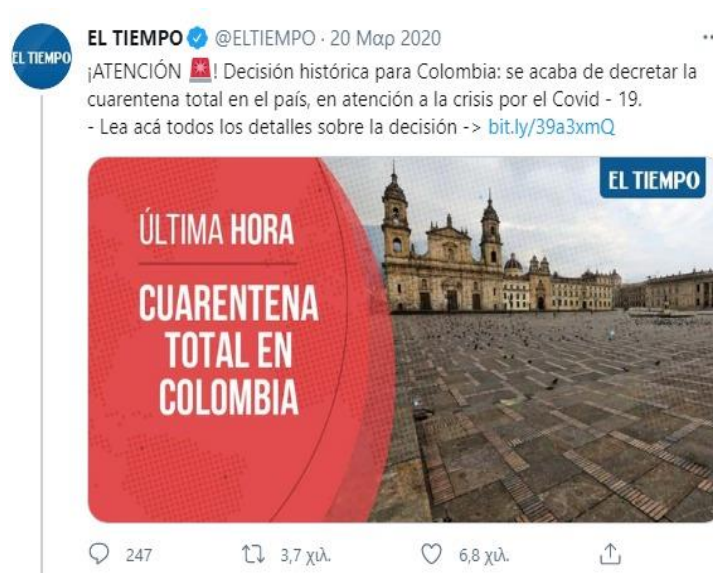 EL TIEMPO
EL TIEMPO @ELTIEMPO · 20 Μαρ 2020
¡ATENCIÓN 🚨! Decisión histórica para Colombia: se acaba de decretar la
cuarentena total en el país, en atención a la crisis por el Covid - 19.
- Lea acá todos los detalles sobre la decisión -> bit.ly/39a3xmQ
EL TIEMPO
ÚLTIMA HORA
CUARENTENA
TOTAL EN
COLOMBIA
247 3,7 χιλ. 6,8 χιλ.